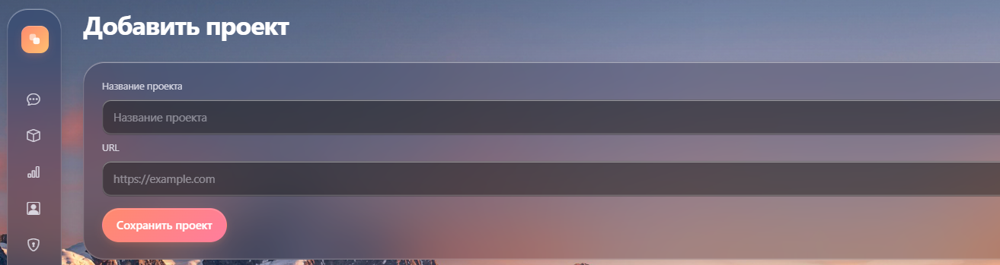 Добавить проект
Название проекта
Название проекта
URL
https://example.com
Сохранить проект